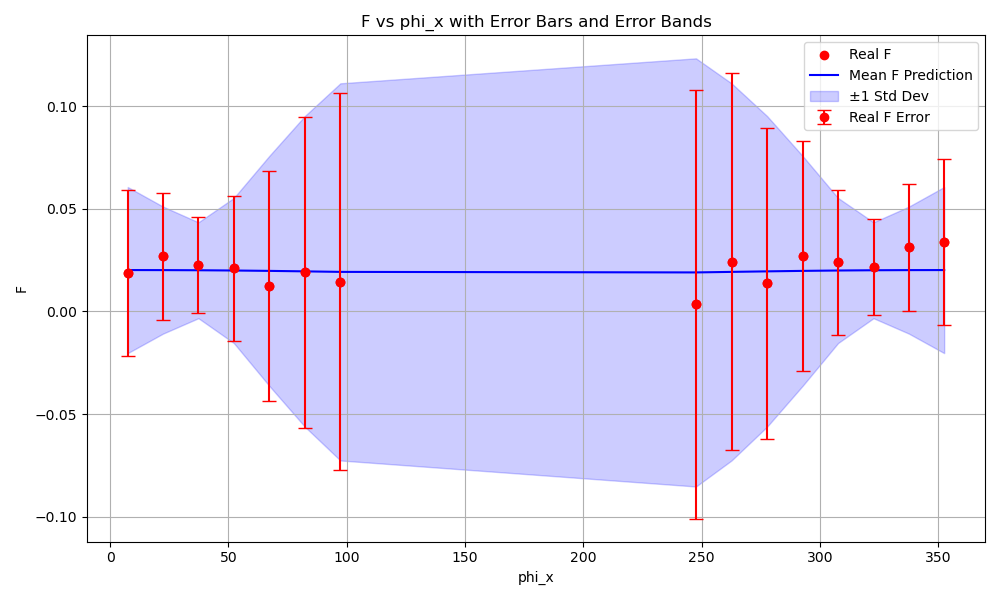 F vs phi_x with Error Bars and Error Bands
Real F
Mean F Prediction
±1 Std Dev
Real F Error
0.10
0.05
0.00
−0.05
−0.10
F
0 50 100 150 200 250 300 350
phi_x